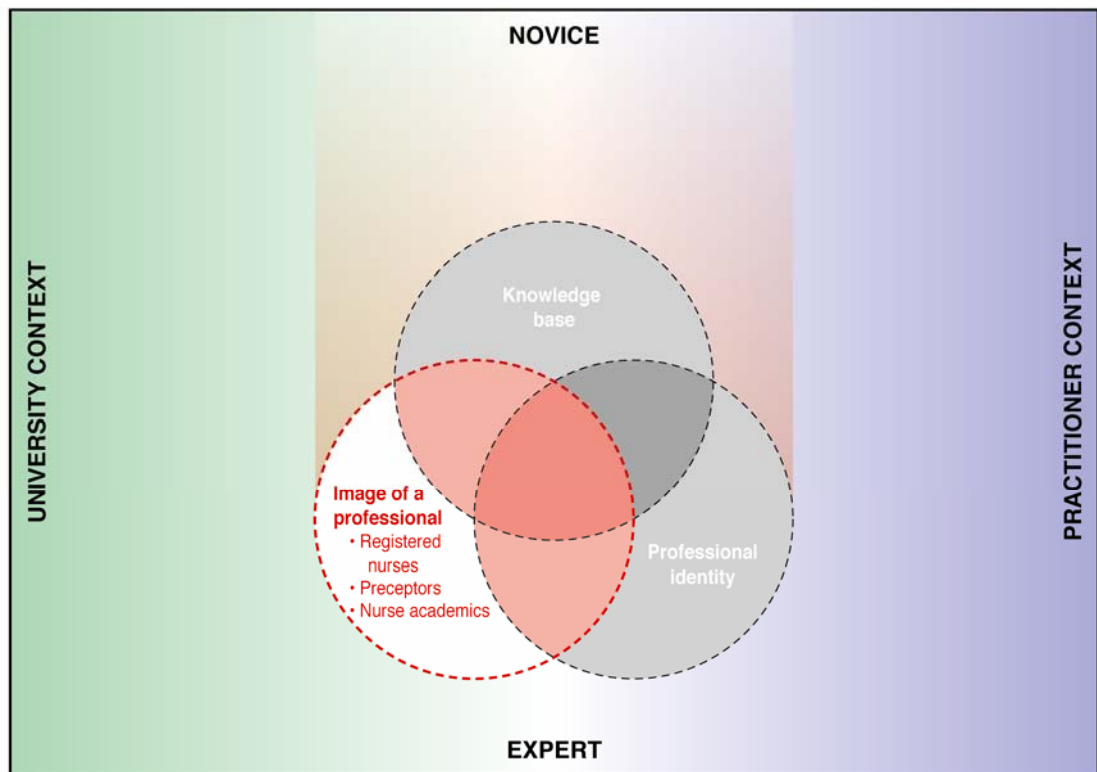 NOVICE
UNIVERSITY CONTEXT
PRACTITIONER CONTEXT
Knowledge
base
Image of a
professional
• Registered
nurses
• Preceptors
• Nurse academics
Professional
identity
EXPERT